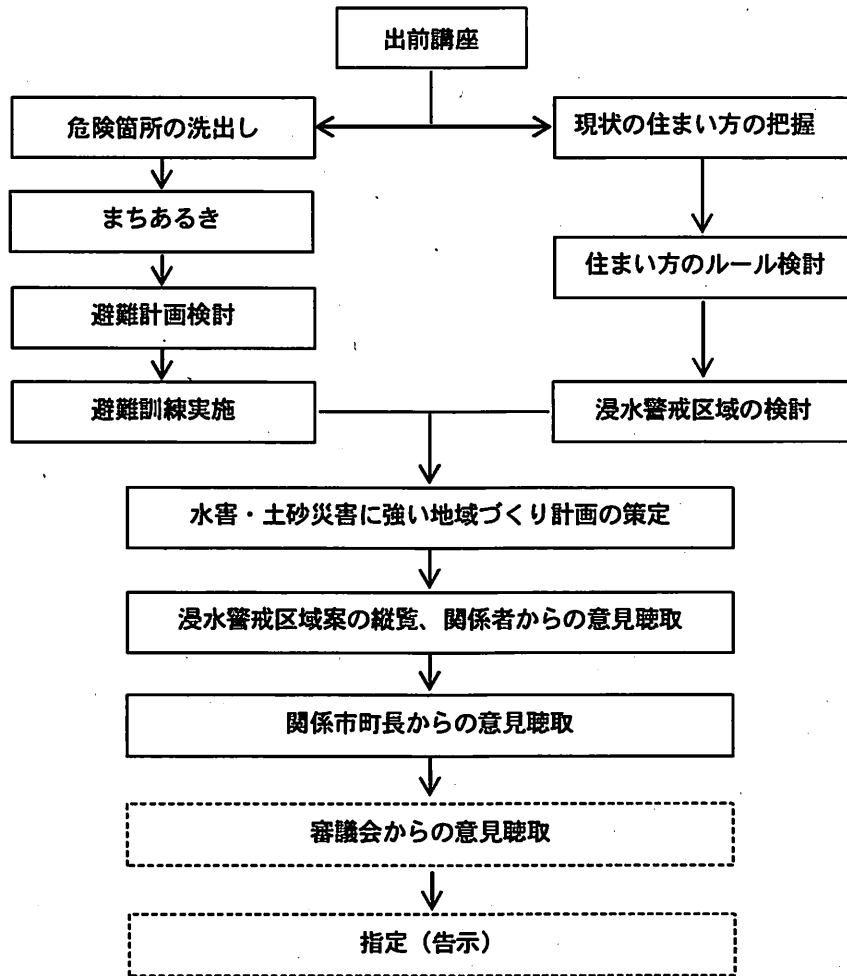 出前講座
危険箇所の洗出し
現状の住まい方の把握
まちあるき
住まい方のルール検討
避難計画検討
避難訓練実施
浸水警戒区域の検討
水害・土砂災害に強い地域づくり計画の策定
浸水警戒区域案の縦覧、関係者からの意見聴取
関係市町長からの意見聴取
審議会からの意見聴取
指定（告示）